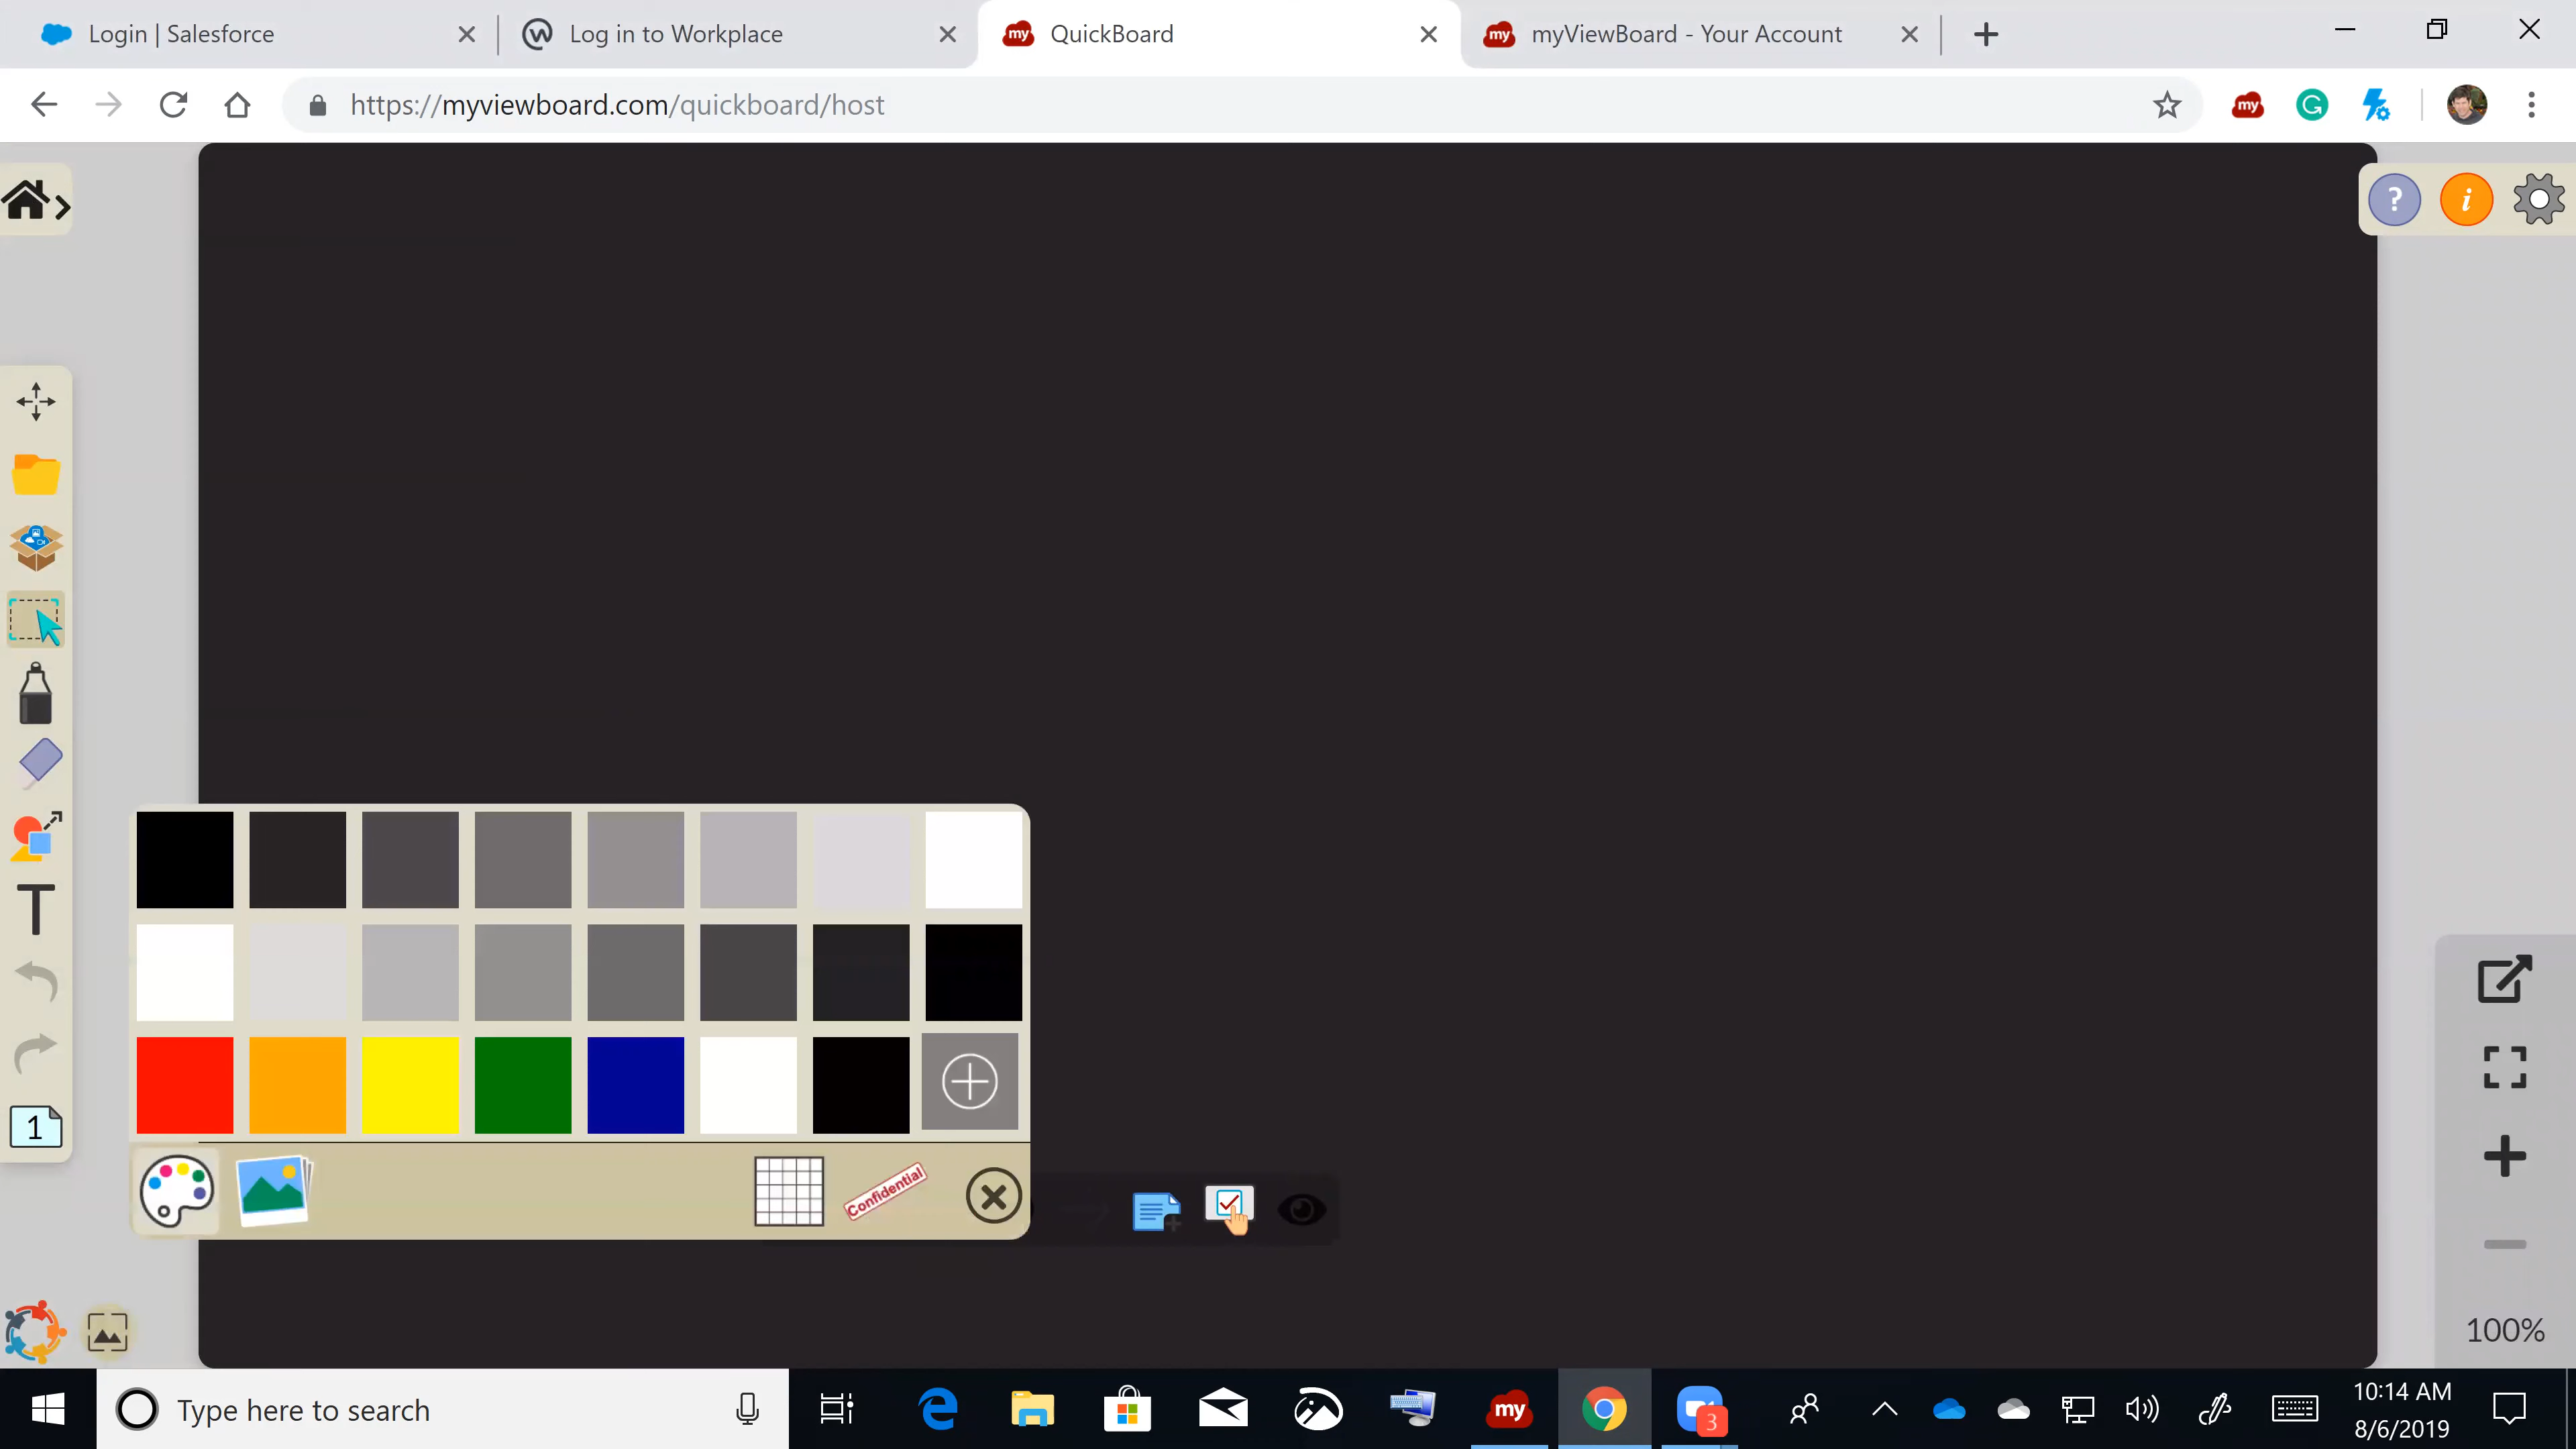 Login | Salesforce
Log in to Workplace
my
QuickBoard
my
myViewBoard - Your Account
https://myviewboard.com/quickboard/host
my
G
?
i
T
1
Confidential
100%
Type here to search
my
3
10:14 AM
8/6/2019